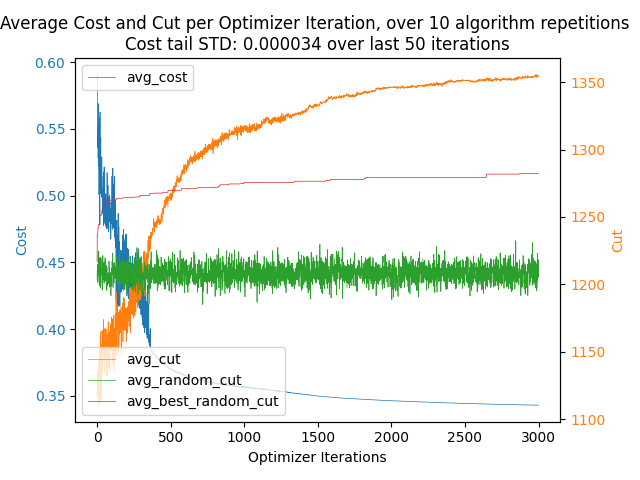 Average Cost and Cut per Optimizer Iteration, over 10 algorithm repetitions
Cost tail STD: 0.000034 over last 50 iterations
avg_cost
0.60
0.55
0.50
0.45
0.40
0.35
Cost
1350
1300
1250
1200
1150
1100
Cut
avg_cut
avg_random_cut
avg_best_random_cut
0
500
1000
1500
2000
2500
3000
Optimizer Iterations